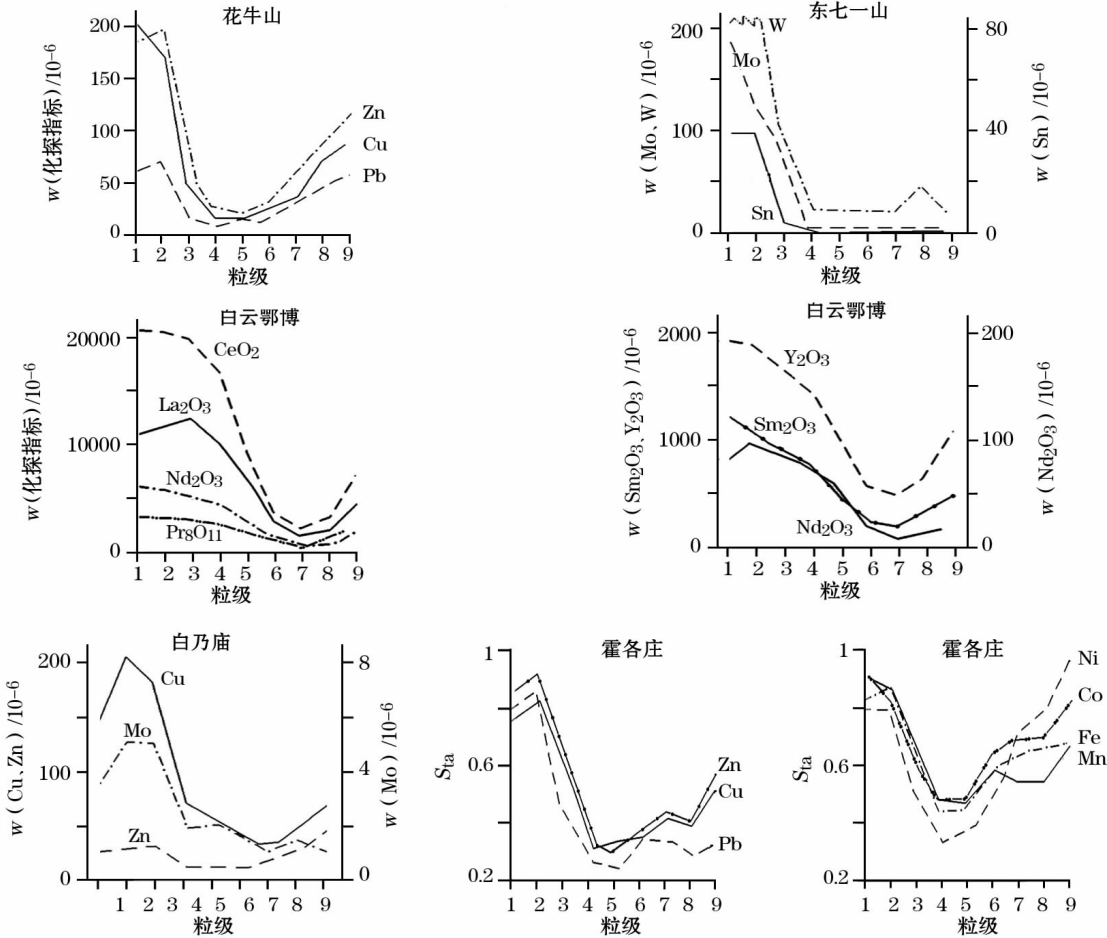 花牛山
w(化探指标)/10−6
200
150
100
50
0
Zn
Cu
Pb
1 2 3 4 5 6 7 8 9
粒级
东七一山
w(Mo、W)/10−6
200
100
0
W
Mo
Sn
80
40
0
w(Sn)/10−6
1 2 3 4 5 6 7 8 9
粒级
白云鄂博
w(化探指标)/10−6
20000
10000
0
CeO2
La2O3
Nd2O3
Pr8O11
1 2 3 4 5 6 7 8 9
粒级
白云鄂博
w(Sm2O3、Y2O3)/10−6
2000
1000
0
Y2O3
Sm2O3
Nd2O3
200
100
0
w(Nd2O3)/10−6
1 2 3 4 5 6 7 8 9
粒级
白乃庙
w(Cu、Zn)/10−6
200
100
0
Cu
Mo
Zn
8
4
0
w(Mo)/10−6
1 2 3 4 5 6 7 8 9
粒级
霍各庄
Sta
1
0.6
0.2
Zn
Cu
Pb
1 2 3 4 5 6 7 8 9
粒级
霍各庄
Sta
1
0.6
0.2
Ni
Co
Fe
Mn
1 2 3 4 5 6 7 8 9
粒级